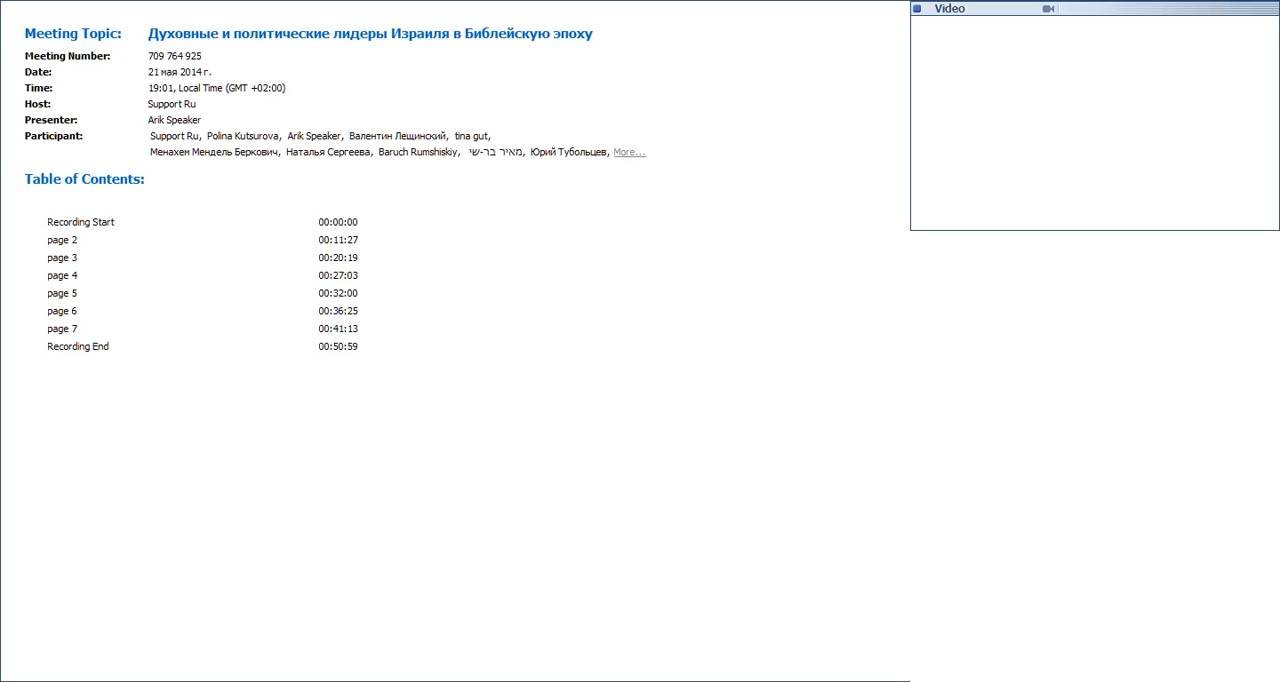 Video
Meeting Topic: Духовные и политические лидеры Израиля в Библейскую эпоху
Meeting Number: 709 764 925
Date: 21 мая 2014 г.
Time: 19:01, Local Time (GMT +02:00)
Host: Support Ru
Presenter: Arik Speaker
Participant: Support Ru, Polina Kutsurova, Arik Speaker, Валентин Лещинский, tina gut,
Менахем Мендель Беркович, Наталья Сергеева, Baruch Rumshiskiy, מאיר בר-שי, Юрий Тубольцев, More...
Table of Contents:
Recording Start 00:00:00
page 2 00:11:27
page 3 00:20:19
page 4 00:27:03
page 5 00:32:00
page 6 00:36:25
page 7 00:41:13
Recording End 00:50:59